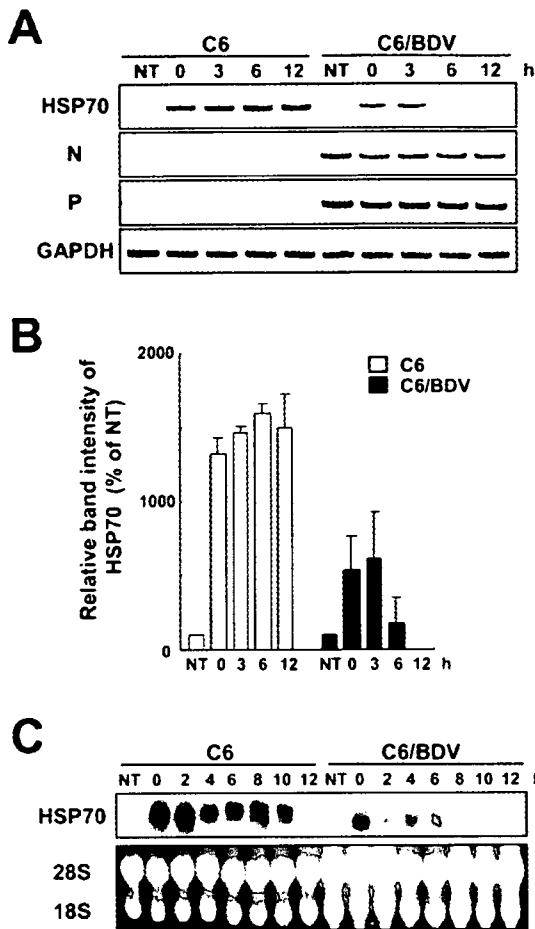 A
C6 C6/BDV
NT 0 3 6 12 NT 0 3 6 12 h
HSP70
N
P
GAPDH
B
Relative band intensity of
HSP70 (% of NT)
2000
1000
0
C6
C6/BDV
NT 0 3 6 12 NT 0 3 6 12 h
C
C6 C6/BDV
NT 0 2 4 6 8 10 12 NT 0 2 4 6 8 10 12
HSP70
28S
18S